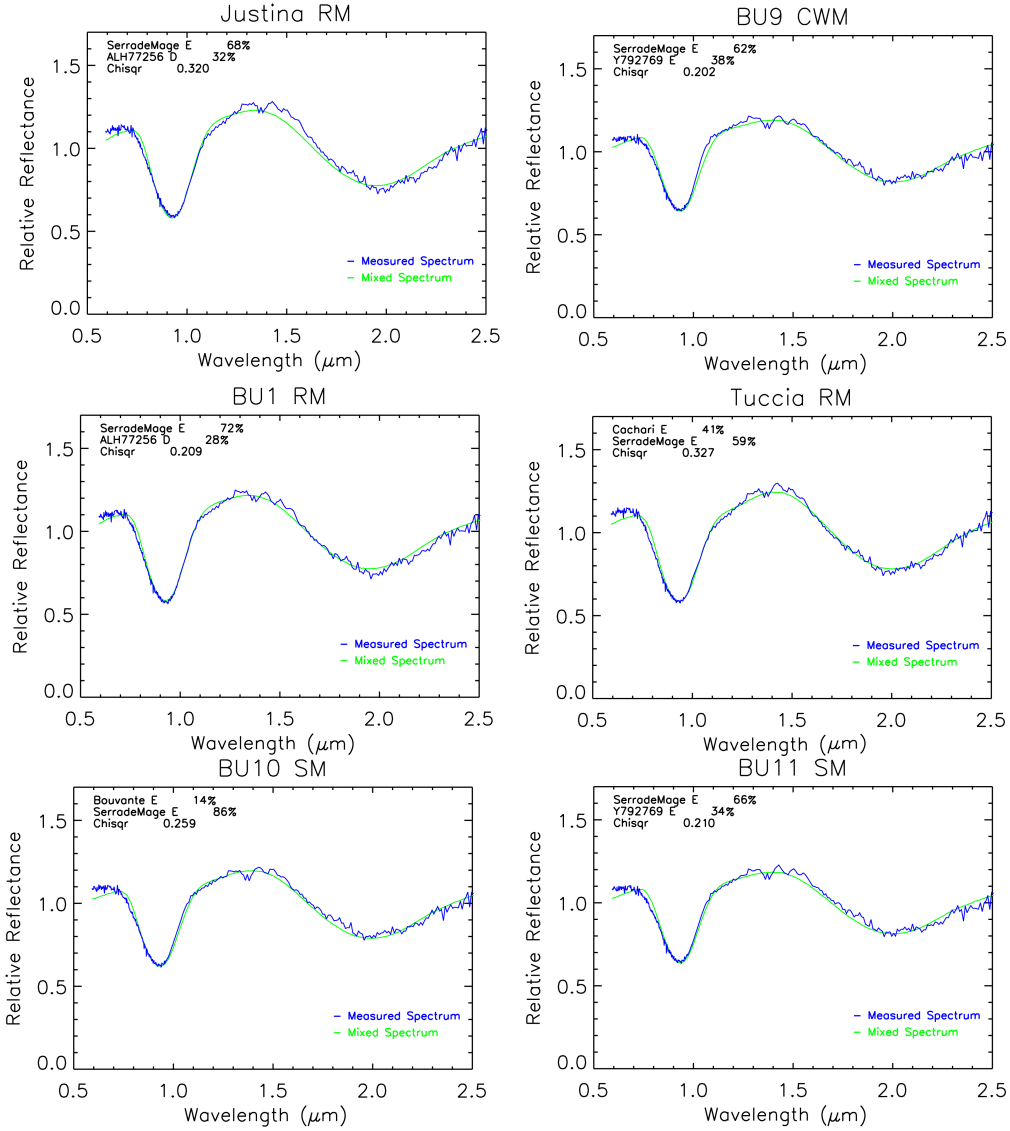 Justina RM
SerradeMage E 68%
ALH77256 D 32%
Chisqr 0.320
1.5
1.0
0.5
0.0
Relative Reflectance
– Measured Spectrum
– Mixed Spectrum
0.5 1.0 1.5 2.0 2.5
Wavelength (μm)
BU9 CWM
SerradeMage E 62%
Y792769 E 38%
Chisqr 0.202
1.5
1.0
0.5
0.0
Relative Reflectance
– Measured Spectrum
– Mixed Spectrum
0.5 1.0 1.5 2.0 2.5
Wavelength (μm)
BU1 RM
SerradeMage E 72%
ALH77256 D 28%
Chisqr 0.209
1.5
1.0
0.5
0.0
Relative Reflectance
– Measured Spectrum
– Mixed Spectrum
0.5 1.0 1.5 2.0 2.5
Wavelength (μm)
Tuccia RM
Cachari E 41%
SerradeMage E 59%
Chisqr 0.327
1.5
1.0
0.5
0.0
Relative Reflectance
– Measured Spectrum
– Mixed Spectrum
0.5 1.0 1.5 2.0 2.5
Wavelength (μm)
BU10 SM
Bouvante E 14%
SerradeMage E 86%
Chisqr 0.259
1.5
1.0
0.5
0.0
Relative Reflectance
– Measured Spectrum
– Mixed Spectrum
0.5 1.0 1.5 2.0 2.5
Wavelength (μm)
BU11 SM
SerradeMage E 66%
Y792769 E 34%
Chisqr 0.210
1.5
1.0
0.5
0.0
Relative Reflectance
– Measured Spectrum
– Mixed Spectrum
0.5 1.0 1.5 2.0 2.5
Wavelength (μm)